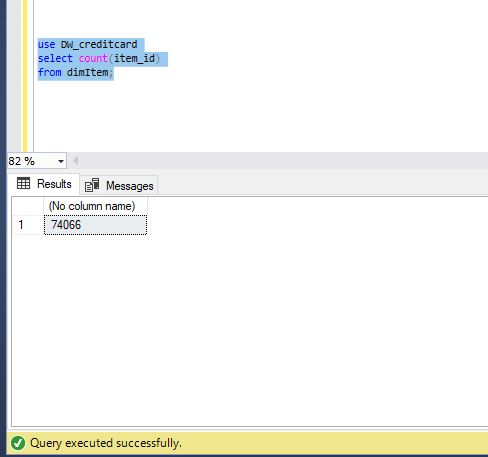 use DW_creditcard
select count(item_id)
from dimItem;
82 %
Results Messages
(No column name)
1 74066
Query executed successfully.